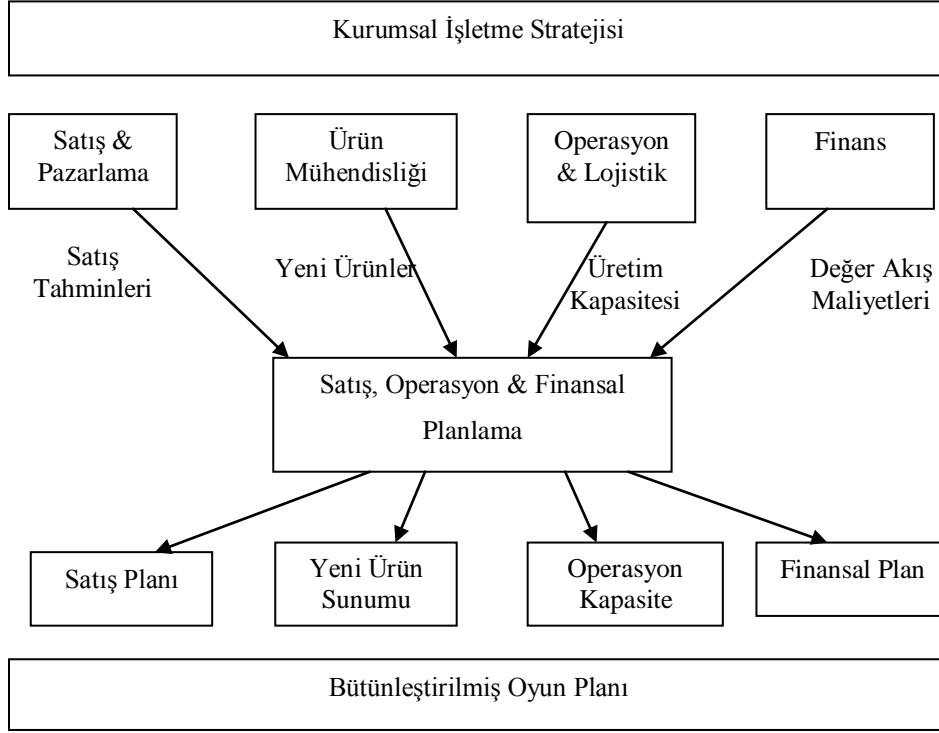 Kurumsal İşletme Stratejisi
Satış &
Pazarlama
Ürün
Mühendisliği
Operasyon
& Lojistik
Finans
Satış
Tahminleri
Yeni Ürünler
Üretim
Kapasitesi
Değer Akış
Maliyetleri
Satış, Operasyon & Finansal
Planlama
Satış Planı
Yeni Ürün
Sunumu
Operasyon
Kapasite
Finansal Plan
Bütünleştirilmiş Oyun Planı